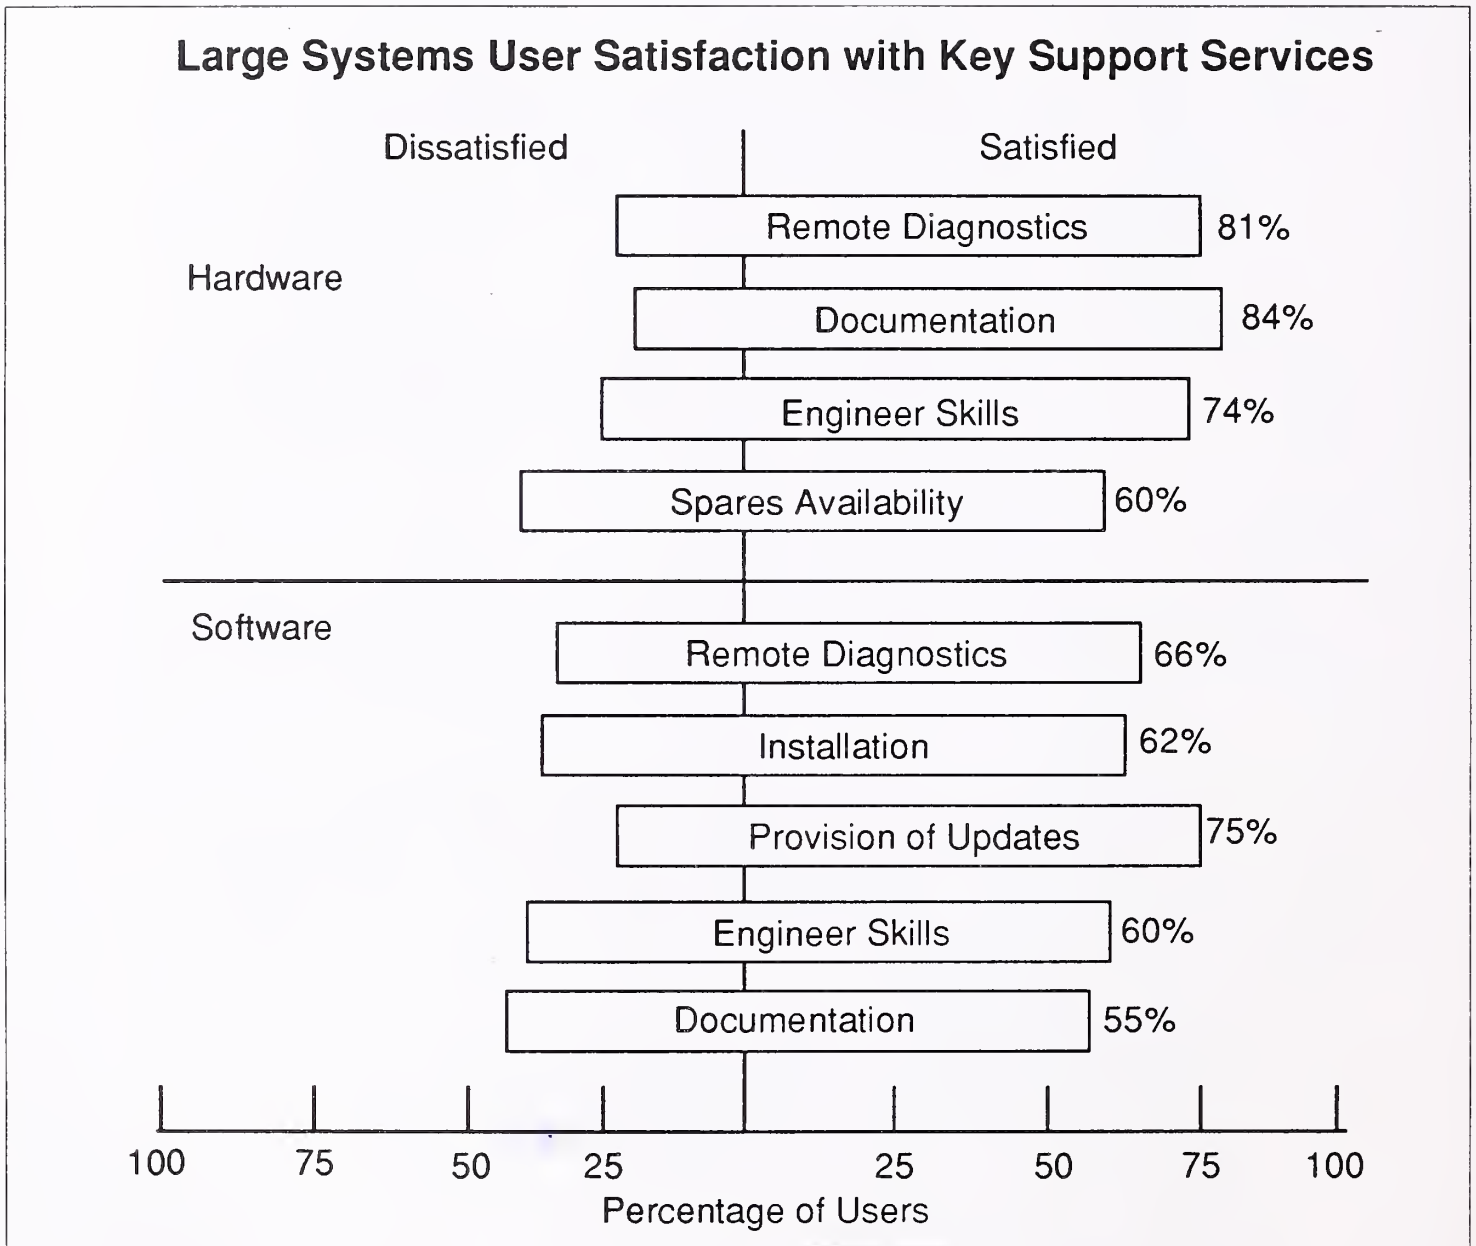 Large Systems User Satisfaction with Key Support Services
Dissatisfied Satisfied
Hardware
Remote Diagnostics 81%
Documentation 84%
Engineer Skills 74%
Spares Availability 60%
Software
Remote Diagnostics 66%
Installation 62%
Provision of Updates 75%
Engineer Skills 60%
Documentation 55%
100 75 50 25 25 50 75 100
Percentage of Users